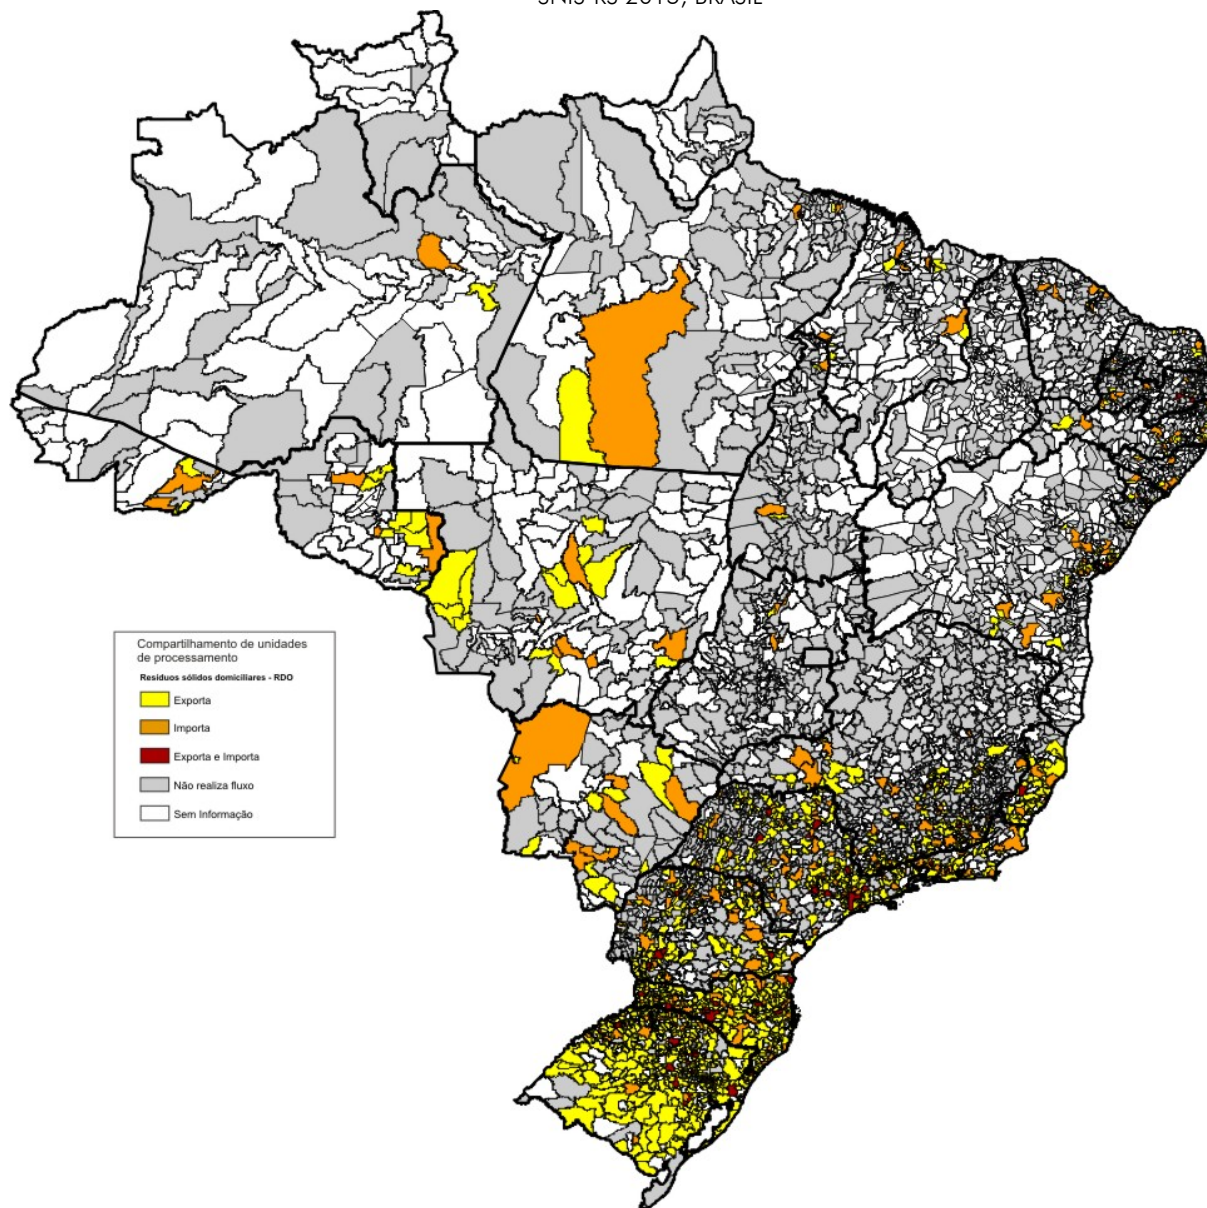 Compartilhamento de unidades
de processamento
Resíduos sólidos domiciliares - RDO
Exporta
Importa
Exporta e Importa
Não realiza fluxo
Sem Informação